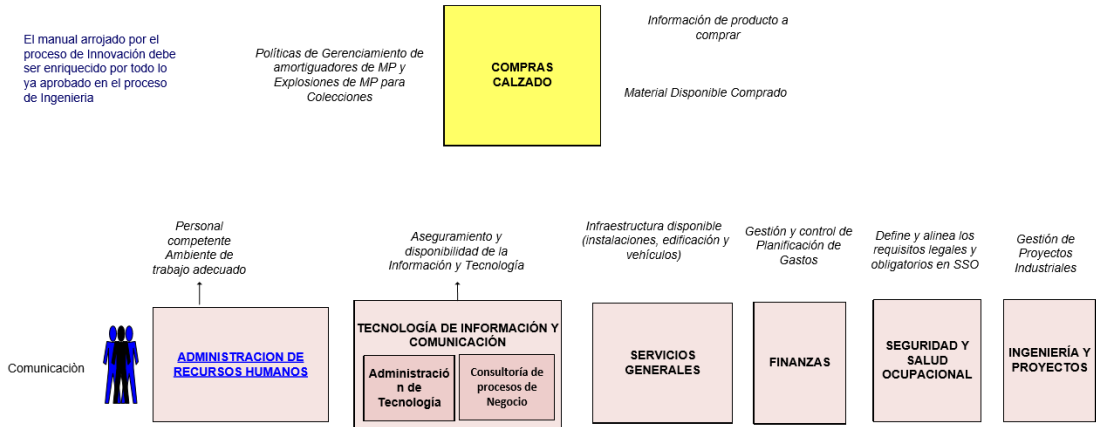 El manual arrojado por el
proceso de Innovación debe
ser enriquecido por todo lo
ya aprobado en el proceso
de Ingenieria
Políticas de Gerenciamiento de
amortiguadores de MP y
Explosiones de MP para
Colecciones
COMPRAS
CALZADO
Información de producto a
comprar
Material Disponible Comprado
Personal
competente
Ambiente de
trabajo adecuado
Aseguramiento y
disponibilidad de la
Información y Tecnología
Infraestructura disponible
(instalaciones, edificación y
vehículos)
Gestión y control de
Planificación de
Gastos
Define y alinea los
requisitos legales y
obligatorios en SSO
Gestión de
Proyectos
Industriales
Comunicaciòn
ADMINISTRACION DE
RECURSOS HUMANOS
TECNOLOGÍA DE INFORMACIÓN Y
COMUNICACIÓN
Administració
n de
Tecnología
Consultoría de
procesos de
Negocio
SERVICIOS
GENERALES
FINANZAS
SEGURIDAD Y
SALUD
OCUPACIONAL
INGENIERÍA Y
PROYECTOS